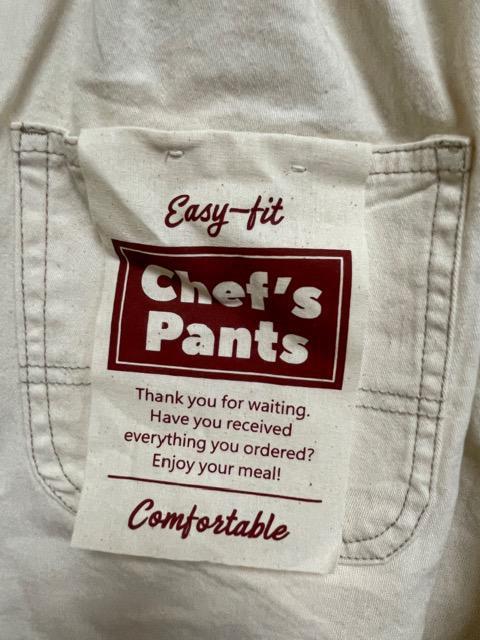 Easy-fit
Chef's
Pants
Thank you for waiting.
Have you received
everything you ordered?
Enjoy your meal!
Comfortable